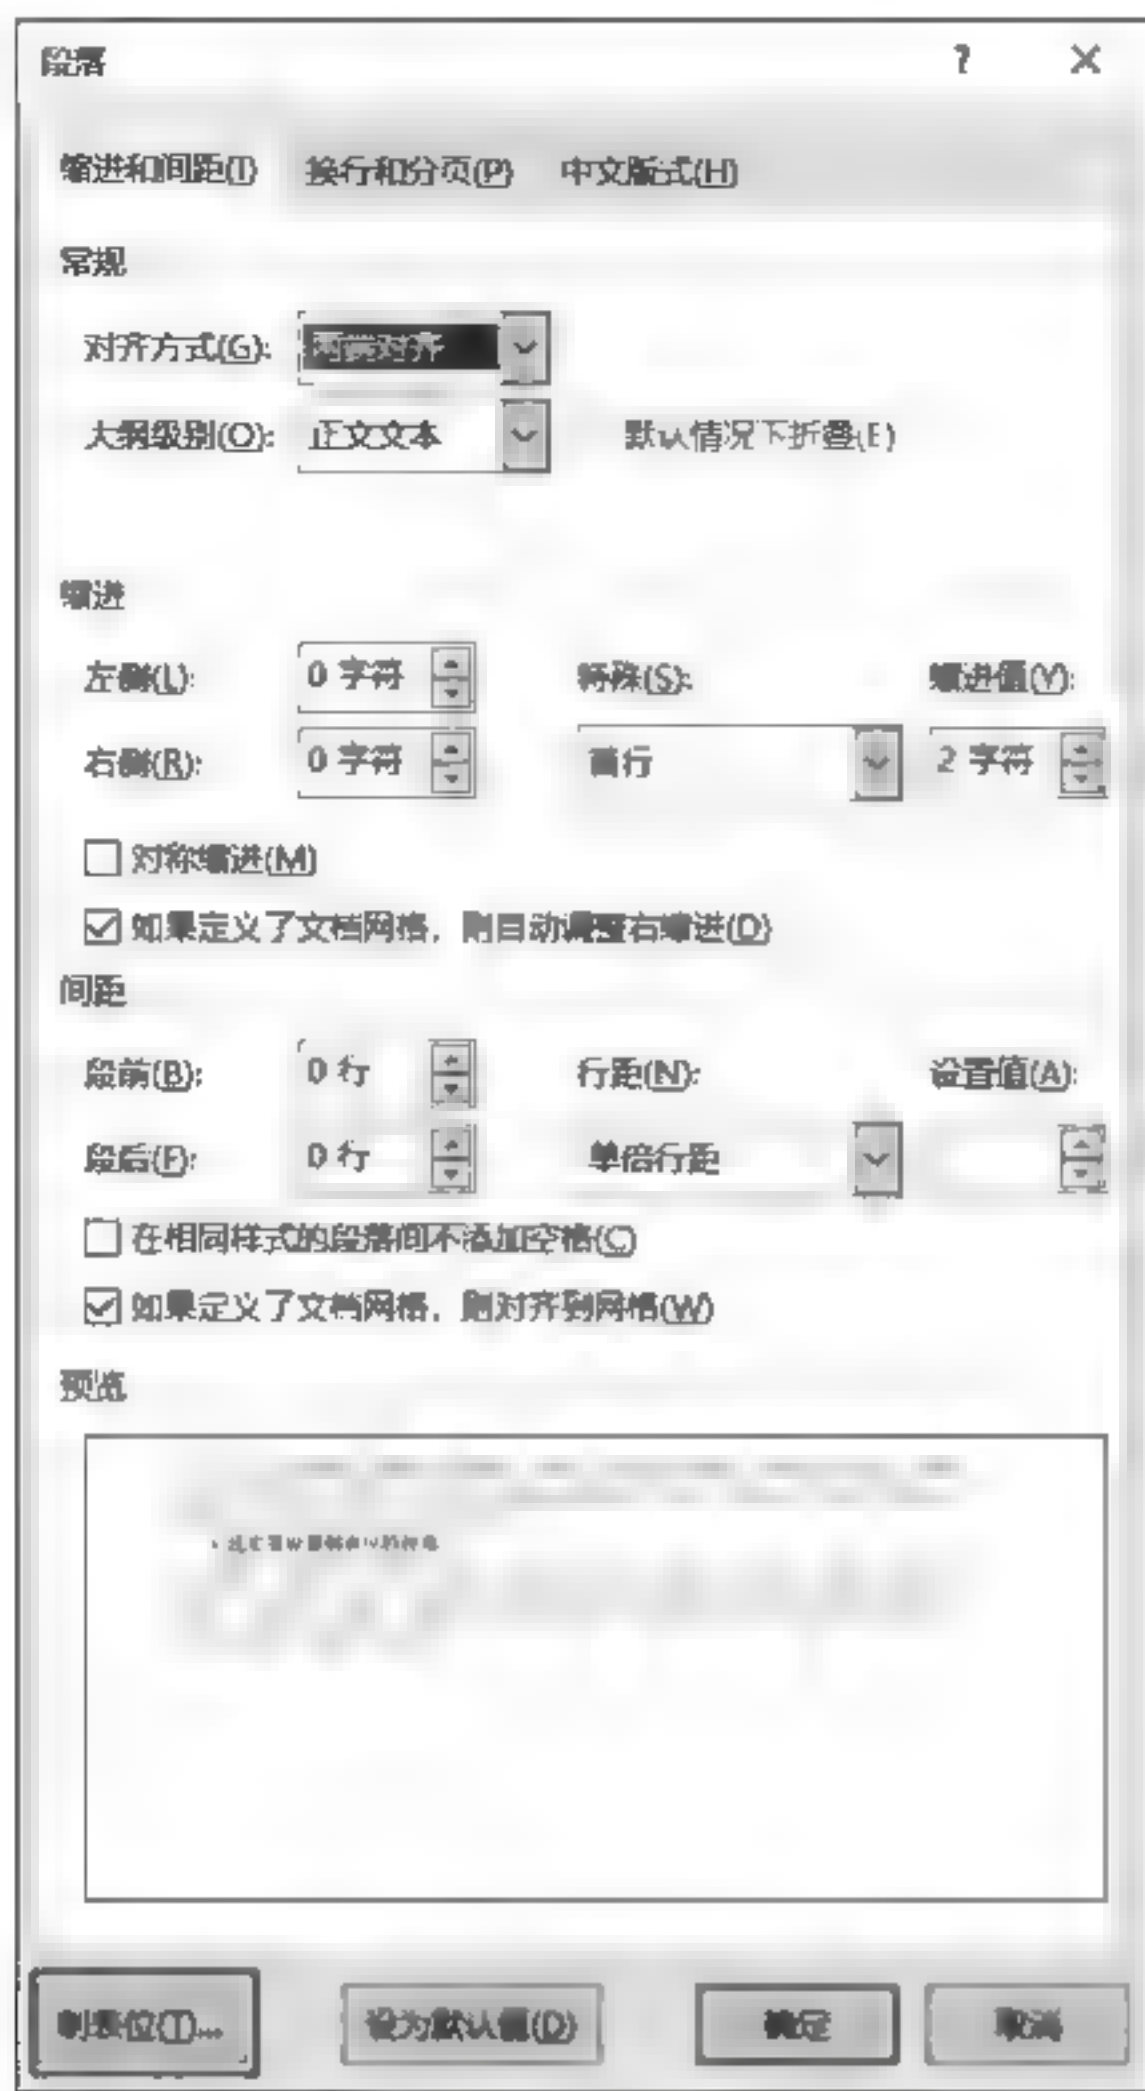 段落 ? ×
缩进和间距(I) 换行和分页(P) 中文版式(H)
常规
对齐方式(G): 两端对齐
大纲级别(O): 正文文本 默认情况下折叠(E)
缩进
左侧(L): 0 字符 特殊(S): 缩进值(Y):
右侧(R): 0 字符 首行 2 字符
对称缩进(M)
如果定义了文档网格，则自动调整右缩进(D)
间距
段前(B): 0 行 行距(N): 设置值(A):
段后(F): 0 行 单倍行距
在相同样式的段落间不添加空格(C)
如果定义了文档网格，则对齐到网格(W)
预览
制表位(T)... 设为默认值(D) 确定 取消